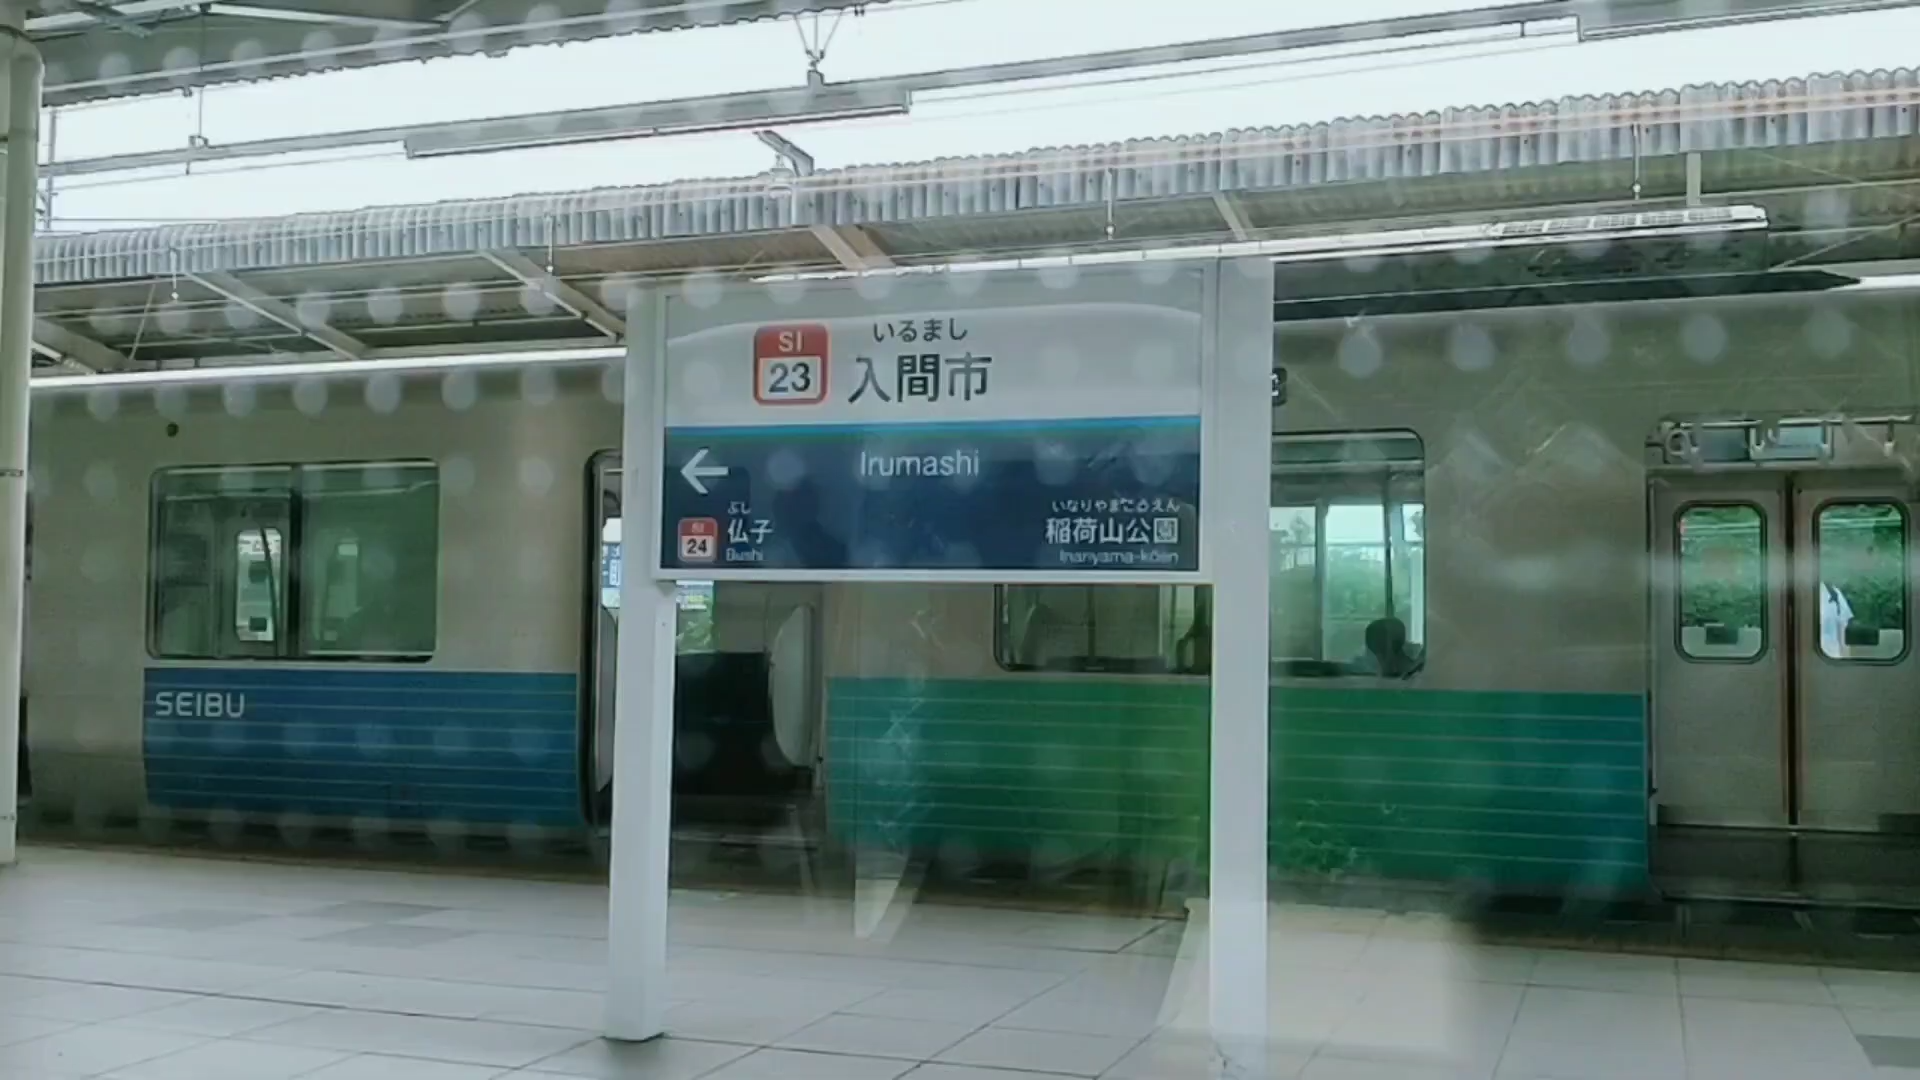 いるまし
SI
23
入間市
Irumashi
ぶし
SI
24
仏子
Bushi
いなりやまこうえん
稲荷山公園
Inariyama-kōen
SEIBU